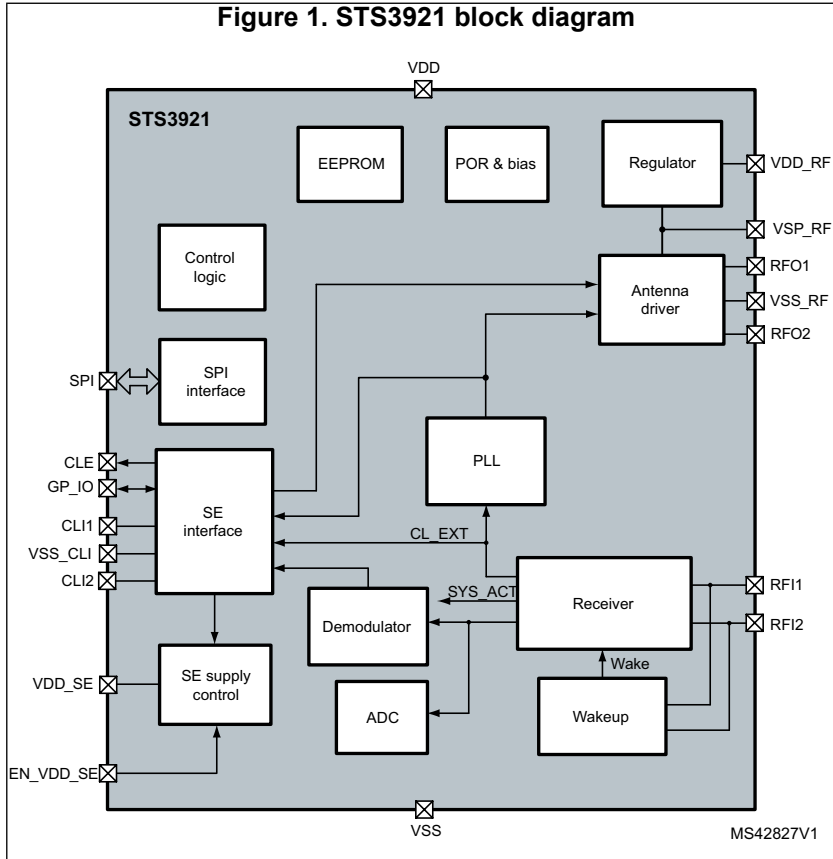 Figure 1. STS3921 block diagram
VDD
STS3921
EEPROM
POR & bias
Regulator
VDD_RF
VSP_RF
Control
logic
Antenna
driver
RFO1
VSS_RF
RFO2
SPI
SPI
interface
CLE
GP_IO
CLI1
VSS_CLI
CLI2
SE
interface
PLL
CL_EXT
SYS_ACT
Demodulator
Receiver
RFI1
RFI2
Wake
VDD_SE
SE supply
control
ADC
Wakeup
EN_VDD_SE
VSS
MS42827V1